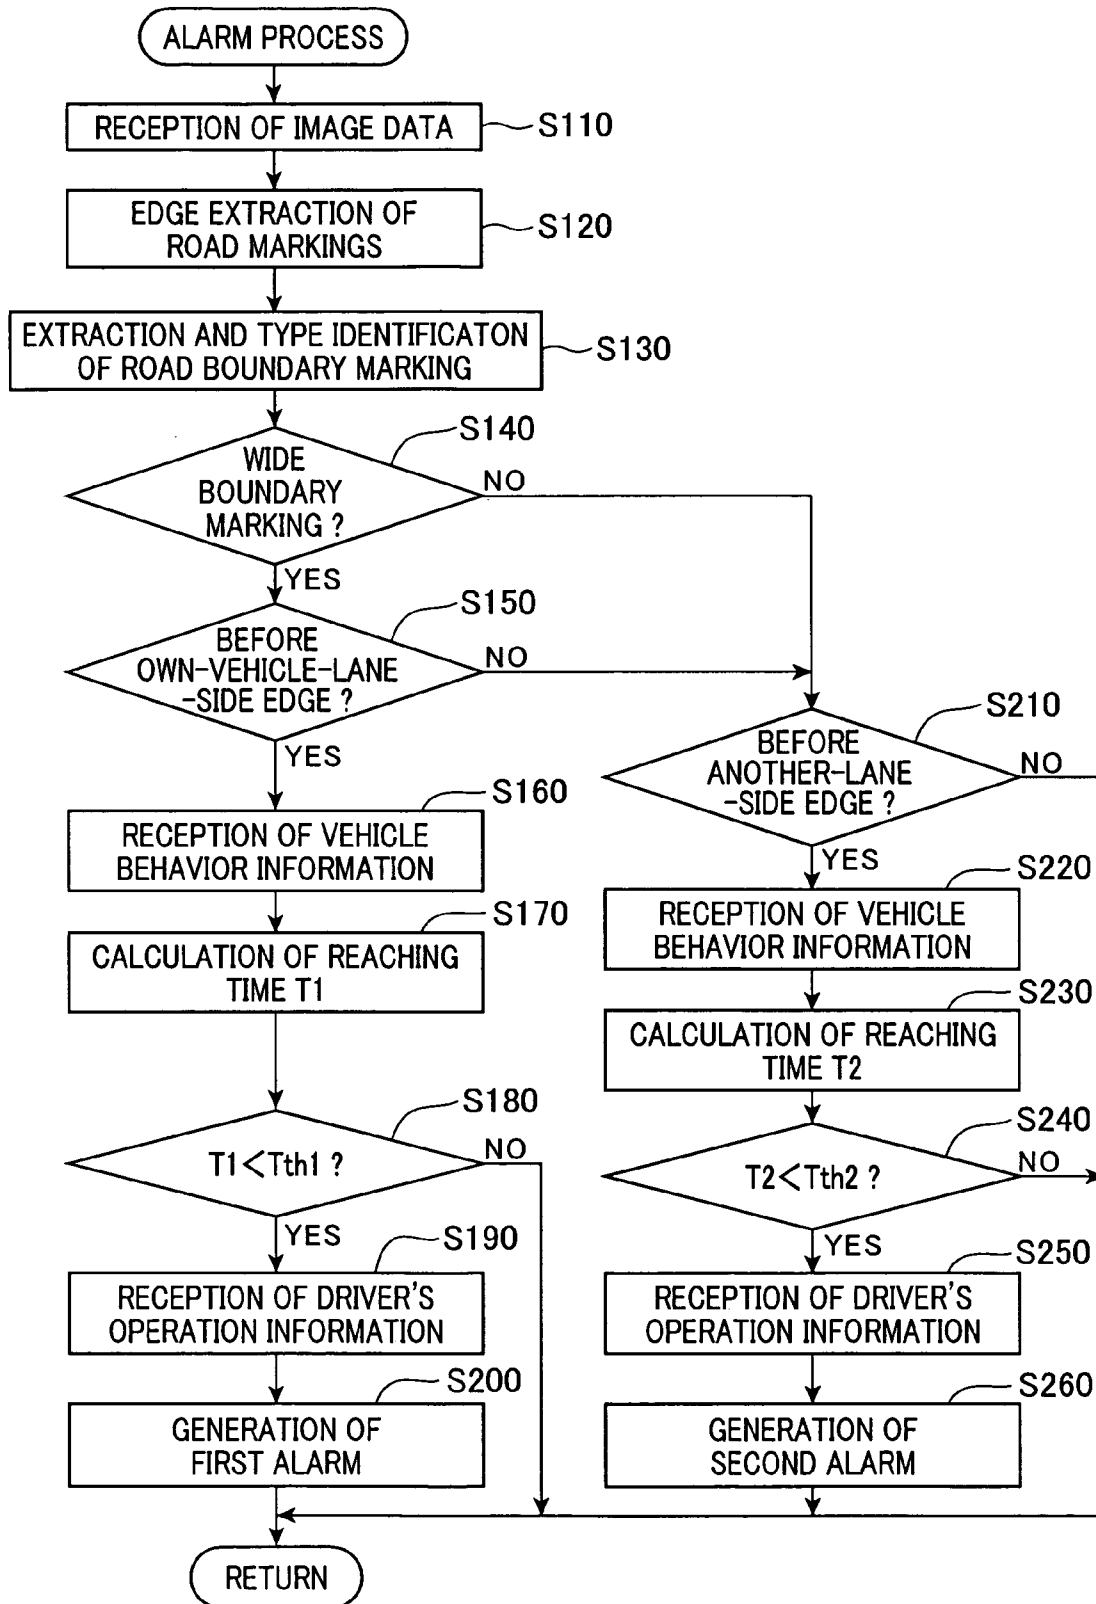 ALARM PROCESS
RECEPTION OF IMAGE DATA
S110
EDGE EXTRACTION OF
ROAD MARKINGS
S120
EXTRACTION AND TYPE IDENTIFICATON
OF ROAD BOUNDARY MARKING
S130
S140
WIDE
BOUNDARY
MARKING ?
NO
YES
S150
BEFORE
OWN-VEHICLE-LANE
-SIDE EDGE ?
NO
YES
S160
RECEPTION OF VEHICLE
BEHAVIOR INFORMATION
S170
CALCULATION OF REACHING
TIME T1
S180
T1<Tth1 ?
NO
YES
S190
RECEPTION OF DRIVER'S
OPERATION INFORMATION
S200
GENERATION OF
FIRST ALARM
S210
BEFORE
ANOTHER-LANE
-SIDE EDGE ?
NO
YES
S220
RECEPTION OF VEHICLE
BEHAVIOR INFORMATION
S230
CALCULATION OF REACHING
TIME T2
S240
T2<Tth2 ?
NO
YES
S250
RECEPTION OF DRIVER'S
OPERATION INFORMATION
S260
GENERATION OF
SECOND ALARM
RETURN